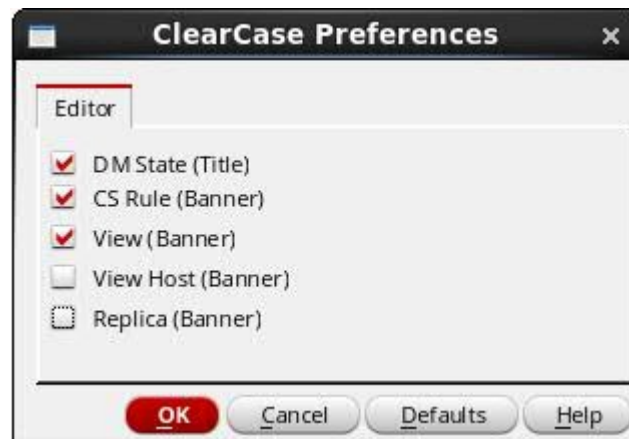 ClearCase Preferences
Editor
DM State (Title)
CS Rule (Banner)
View (Banner)
View Host (Banner)
Replica (Banner)
OK Cancel Defaults Help